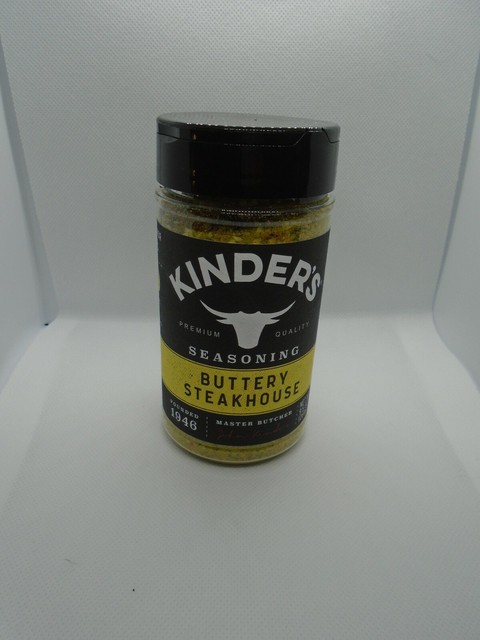 KINDER'S
PREMIUM QUALITY
SEASONING
BUTTERY
STEAKHOUSE
FOUNDED
1946
MASTER BUTCHER